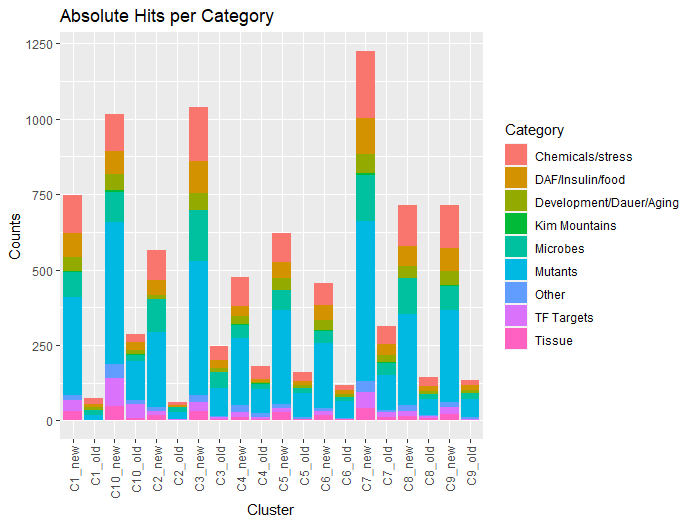 Absolute Hits per Category
1250
1000
750
500
250
0
Counts
C1_new
C1_old
C10_new
C10_old
C2_new
C2_old
C3_new
C3_old
C4_new
C4_old
C5_new
C5_old
C6_new
C6_old
C7_new
C7_old
C8_new
C8_old
C9_new
C9_old
Cluster
Category
Chemicals/stress
DAF/Insulin/food
Development/Dauer/Aging
Kim Mountains
Microbes
Mutants
Other
TF Targets
Tissue